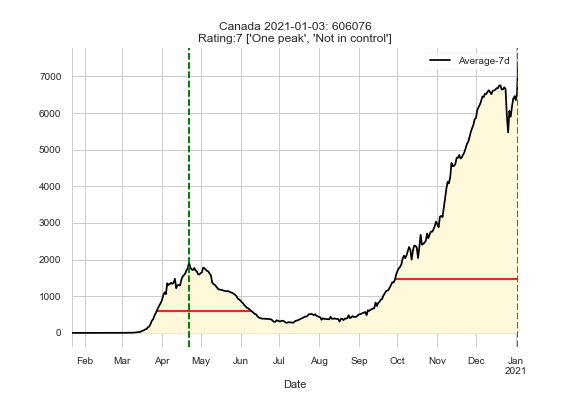 Canada 2021-01-03: 606076
Rating:7 ['One peak', 'Not in control']
Average-7d
7000
6000
5000
4000
3000
2000
1000
0
Feb Mar Apr May Jun Jul Aug Sep Oct Nov Dec Jan
2021
Date